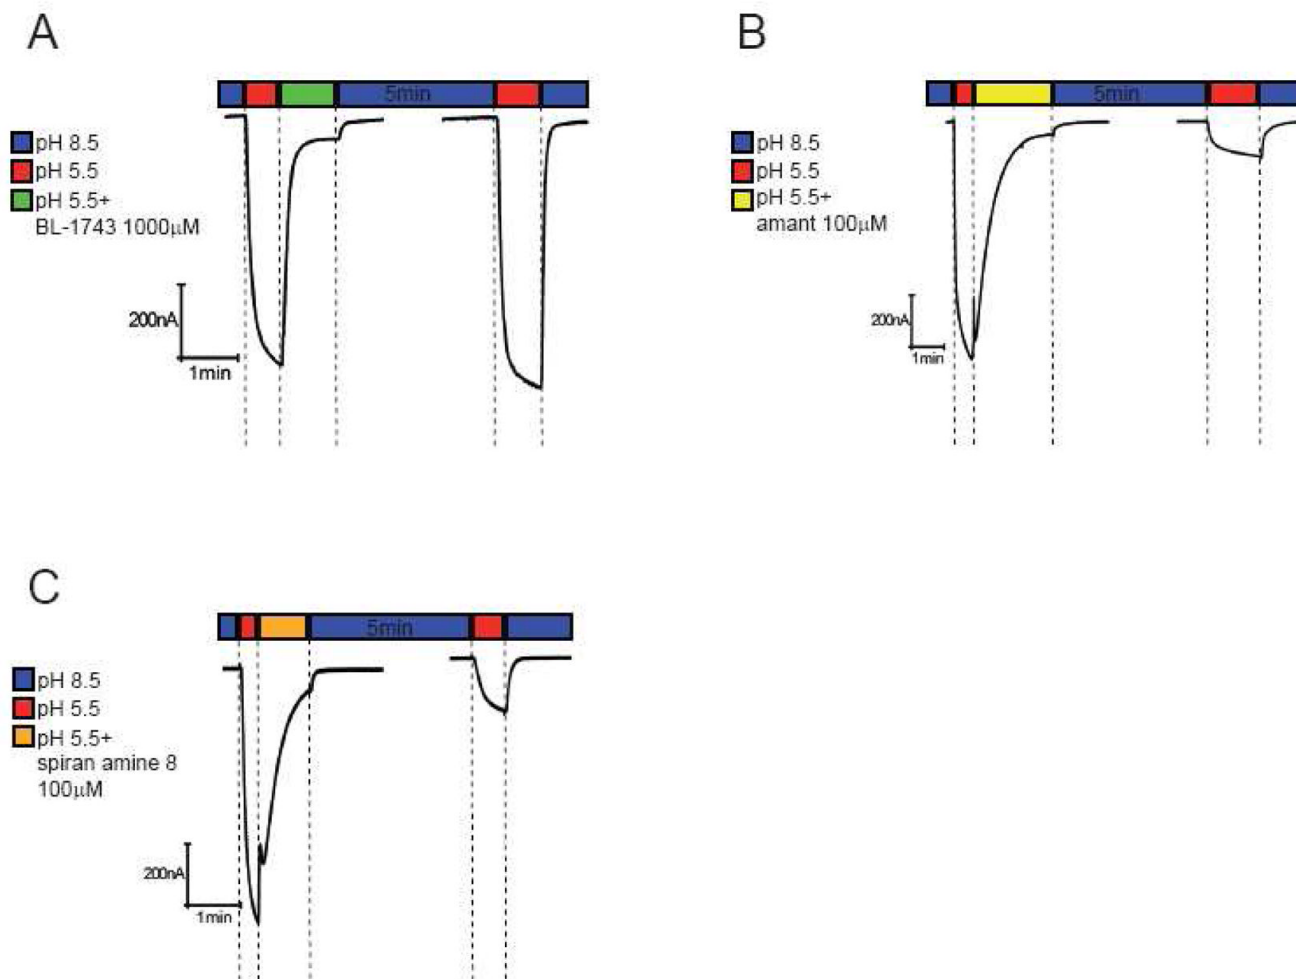 A
5min
pH 8.5
pH 5.5
pH 5.5+
BL-1743 1000μM
200nA
1min
B
5min
pH 8.5
pH 5.5
pH 5.5+
amant 100μM
200nA
1min
C
5min
pH 8.5
pH 5.5
pH 5.5+
spiran amine 8
100μM
200nA
1min